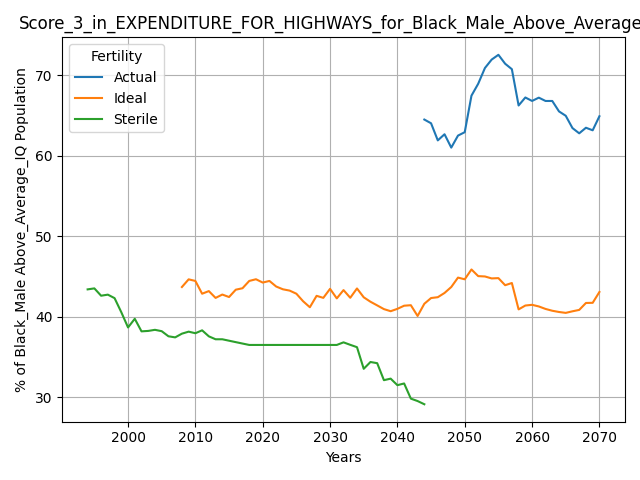 Score_3_in_EXPENDITURE_FOR_HIGHWAYS_for_Black_Male_Above_Average
Fertility
Actual
Ideal
Sterile
% of Black_Male Above_Average_IQ Population
70
60
50
40
30
2000 2010 2020 2030 2040 2050 2060 2070
Years